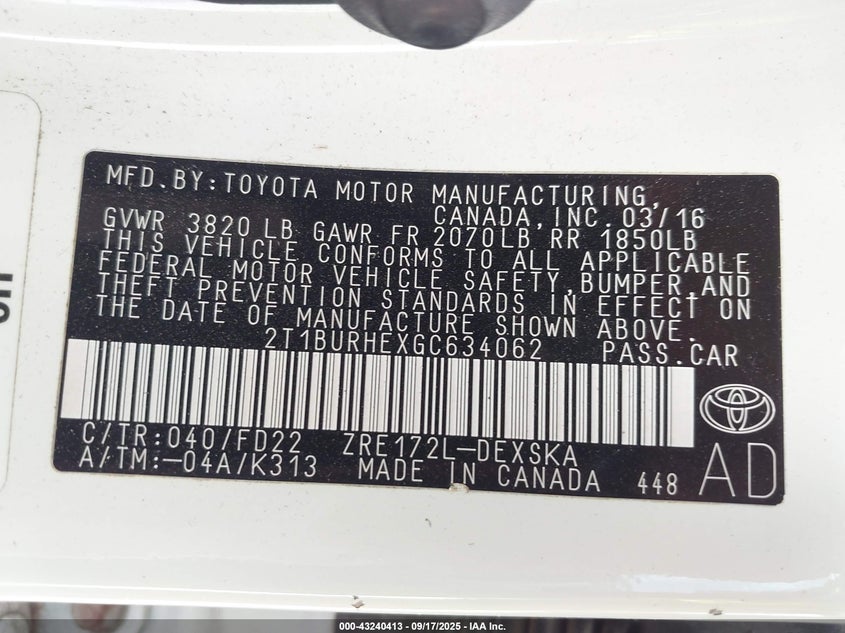 MFD.BY:TOYOTA MOTOR MANUFACTURING,
CANADA,INC. 03/16
GVWR 3820 LB GAWR FR 2070LB RR 1850LB
THIS VEHICLE CONFORMS TO ALL APPLICABLE
FEDERAL MOTOR VEHICLE SAFETY,BUMPER,AND
THEFT PREVENTION STANDARDS IN EFFECT ON
THE DATE OF MANUFACTURE SHOWN ABOVE.
2T1BURHEXGC634062 PASS.CAR
C/TR:040/FD22 ZRE172L-DEXSKA
A/TM:-04A/K313 MADE IN CANADA 448 AD
000-43240413 - 09/17/2025 - IAA Inc.